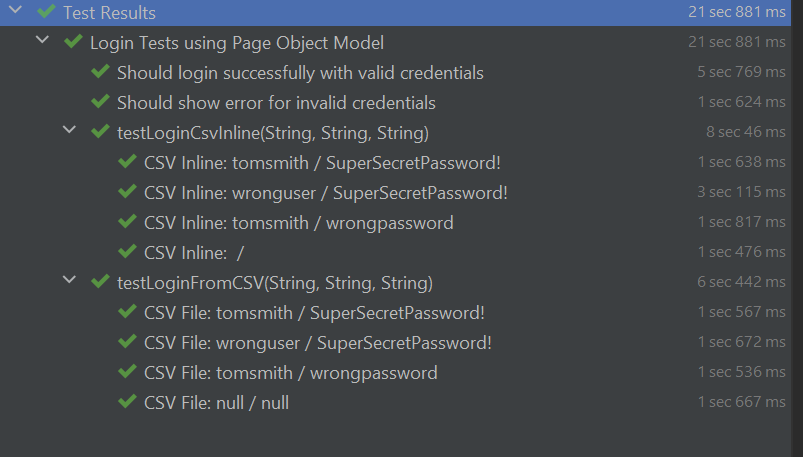 Test Results 21 sec 881 ms
Login Tests using Page Object Model 21 sec 881 ms
Should login successfully with valid credentials 5 sec 769 ms
Should show error for invalid credentials 1 sec 624 ms
testLoginCsvInline(String, String, String) 8 sec 46 ms
CSV Inline: tomsmith / SuperSecretPassword! 1 sec 638 ms
CSV Inline: wronguser / SuperSecretPassword! 3 sec 115 ms
CSV Inline: tomsmith / wrongpassword 1 sec 817 ms
CSV Inline:  / 1 sec 476 ms
testLoginFromCSV(String, String, String) 6 sec 442 ms
CSV File: tomsmith / SuperSecretPassword! 1 sec 567 ms
CSV File: wronguser / SuperSecretPassword! 1 sec 672 ms
CSV File: tomsmith / wrongpassword 1 sec 536 ms
CSV File: null / null 1 sec 667 ms